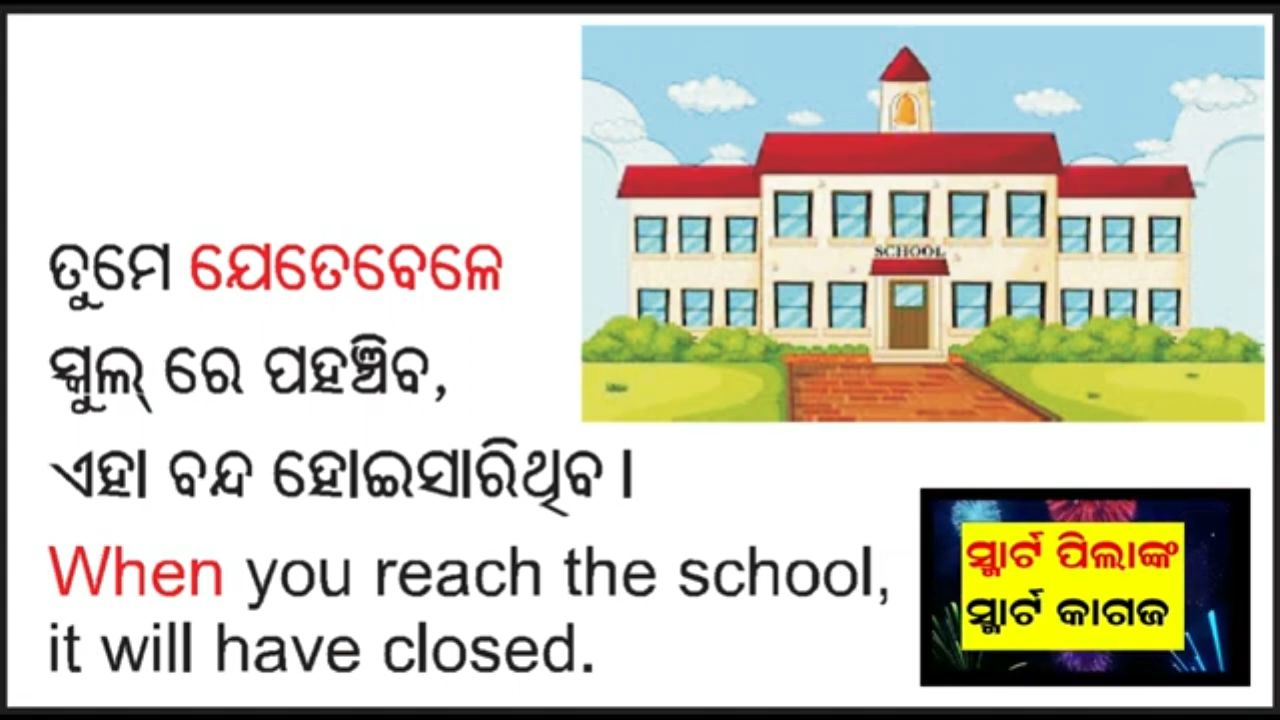 SCHOOL
ତୁମେ ଯେତେବେଳେ
ସ୍କୁଲ୍ ରେ ପହଞ୍ଚିବ,
ଏହା ବନ୍ଦ ହୋଇସାରିଥିବ।
When you reach the school,
it will have closed.
ସ୍ମାର୍ଟ ପିଲାଙ୍କ
ସ୍ମାର୍ଟ କାଗଜ